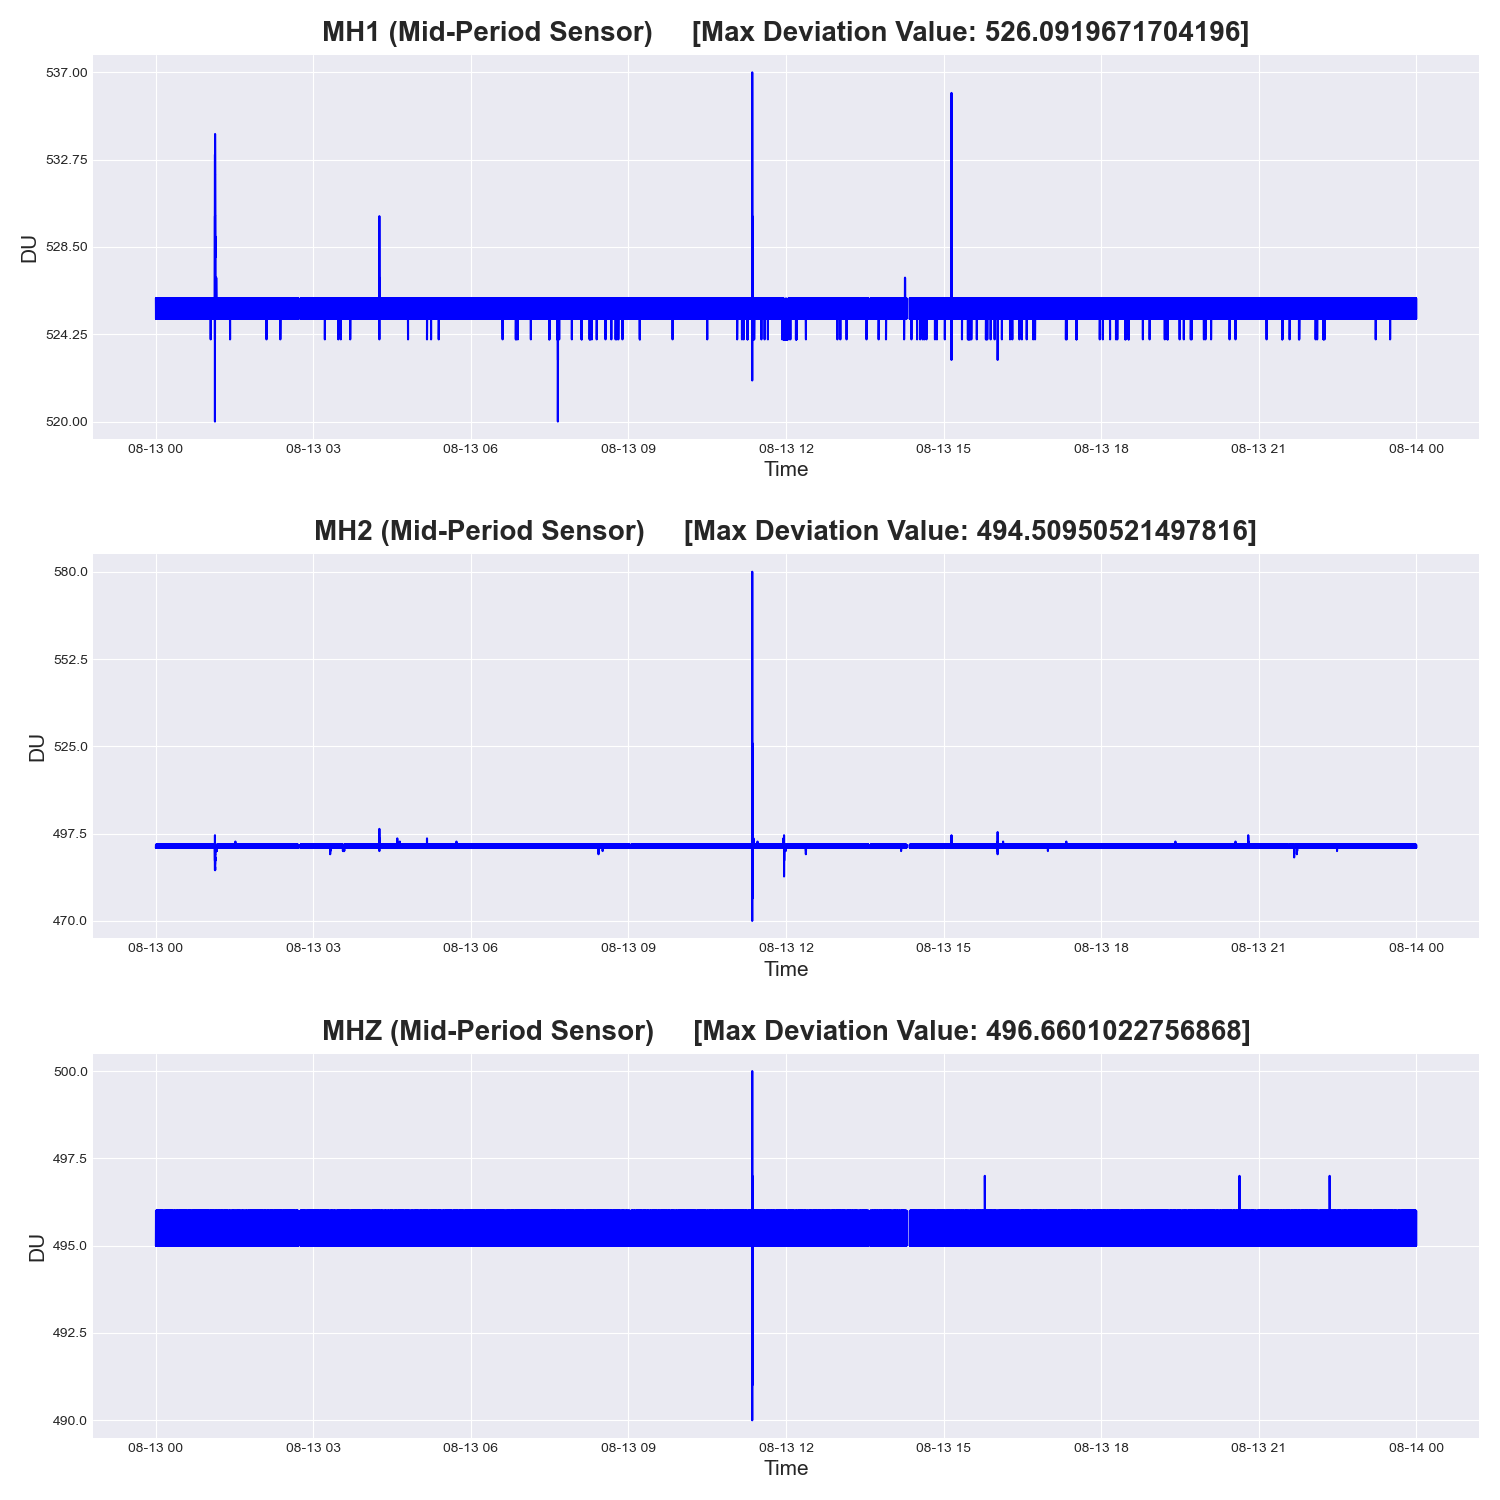 MH1 (Mid-Period Sensor) [Max Deviation Value: 526.0919671704196]
537.00
532.75
528.50
524.25
520.00
DU
08-13 00 08-13 03 08-13 06 08-13 09 08-13 12 08-13 15 08-13 18 08-13 21 08-14 00
Time
MH2 (Mid-Period Sensor) [Max Deviation Value: 494.50950521497816]
580.0
552.5
525.0
497.5
470.0
DU
08-13 00 08-13 03 08-13 06 08-13 09 08-13 12 08-13 15 08-13 18 08-13 21 08-14 00
Time
MHZ (Mid-Period Sensor) [Max Deviation Value: 496.6601022756868]
500.0
497.5
495.0
492.5
490.0
DU
08-13 00 08-13 03 08-13 06 08-13 09 08-13 12 08-13 15 08-13 18 08-13 21 08-14 00
Time